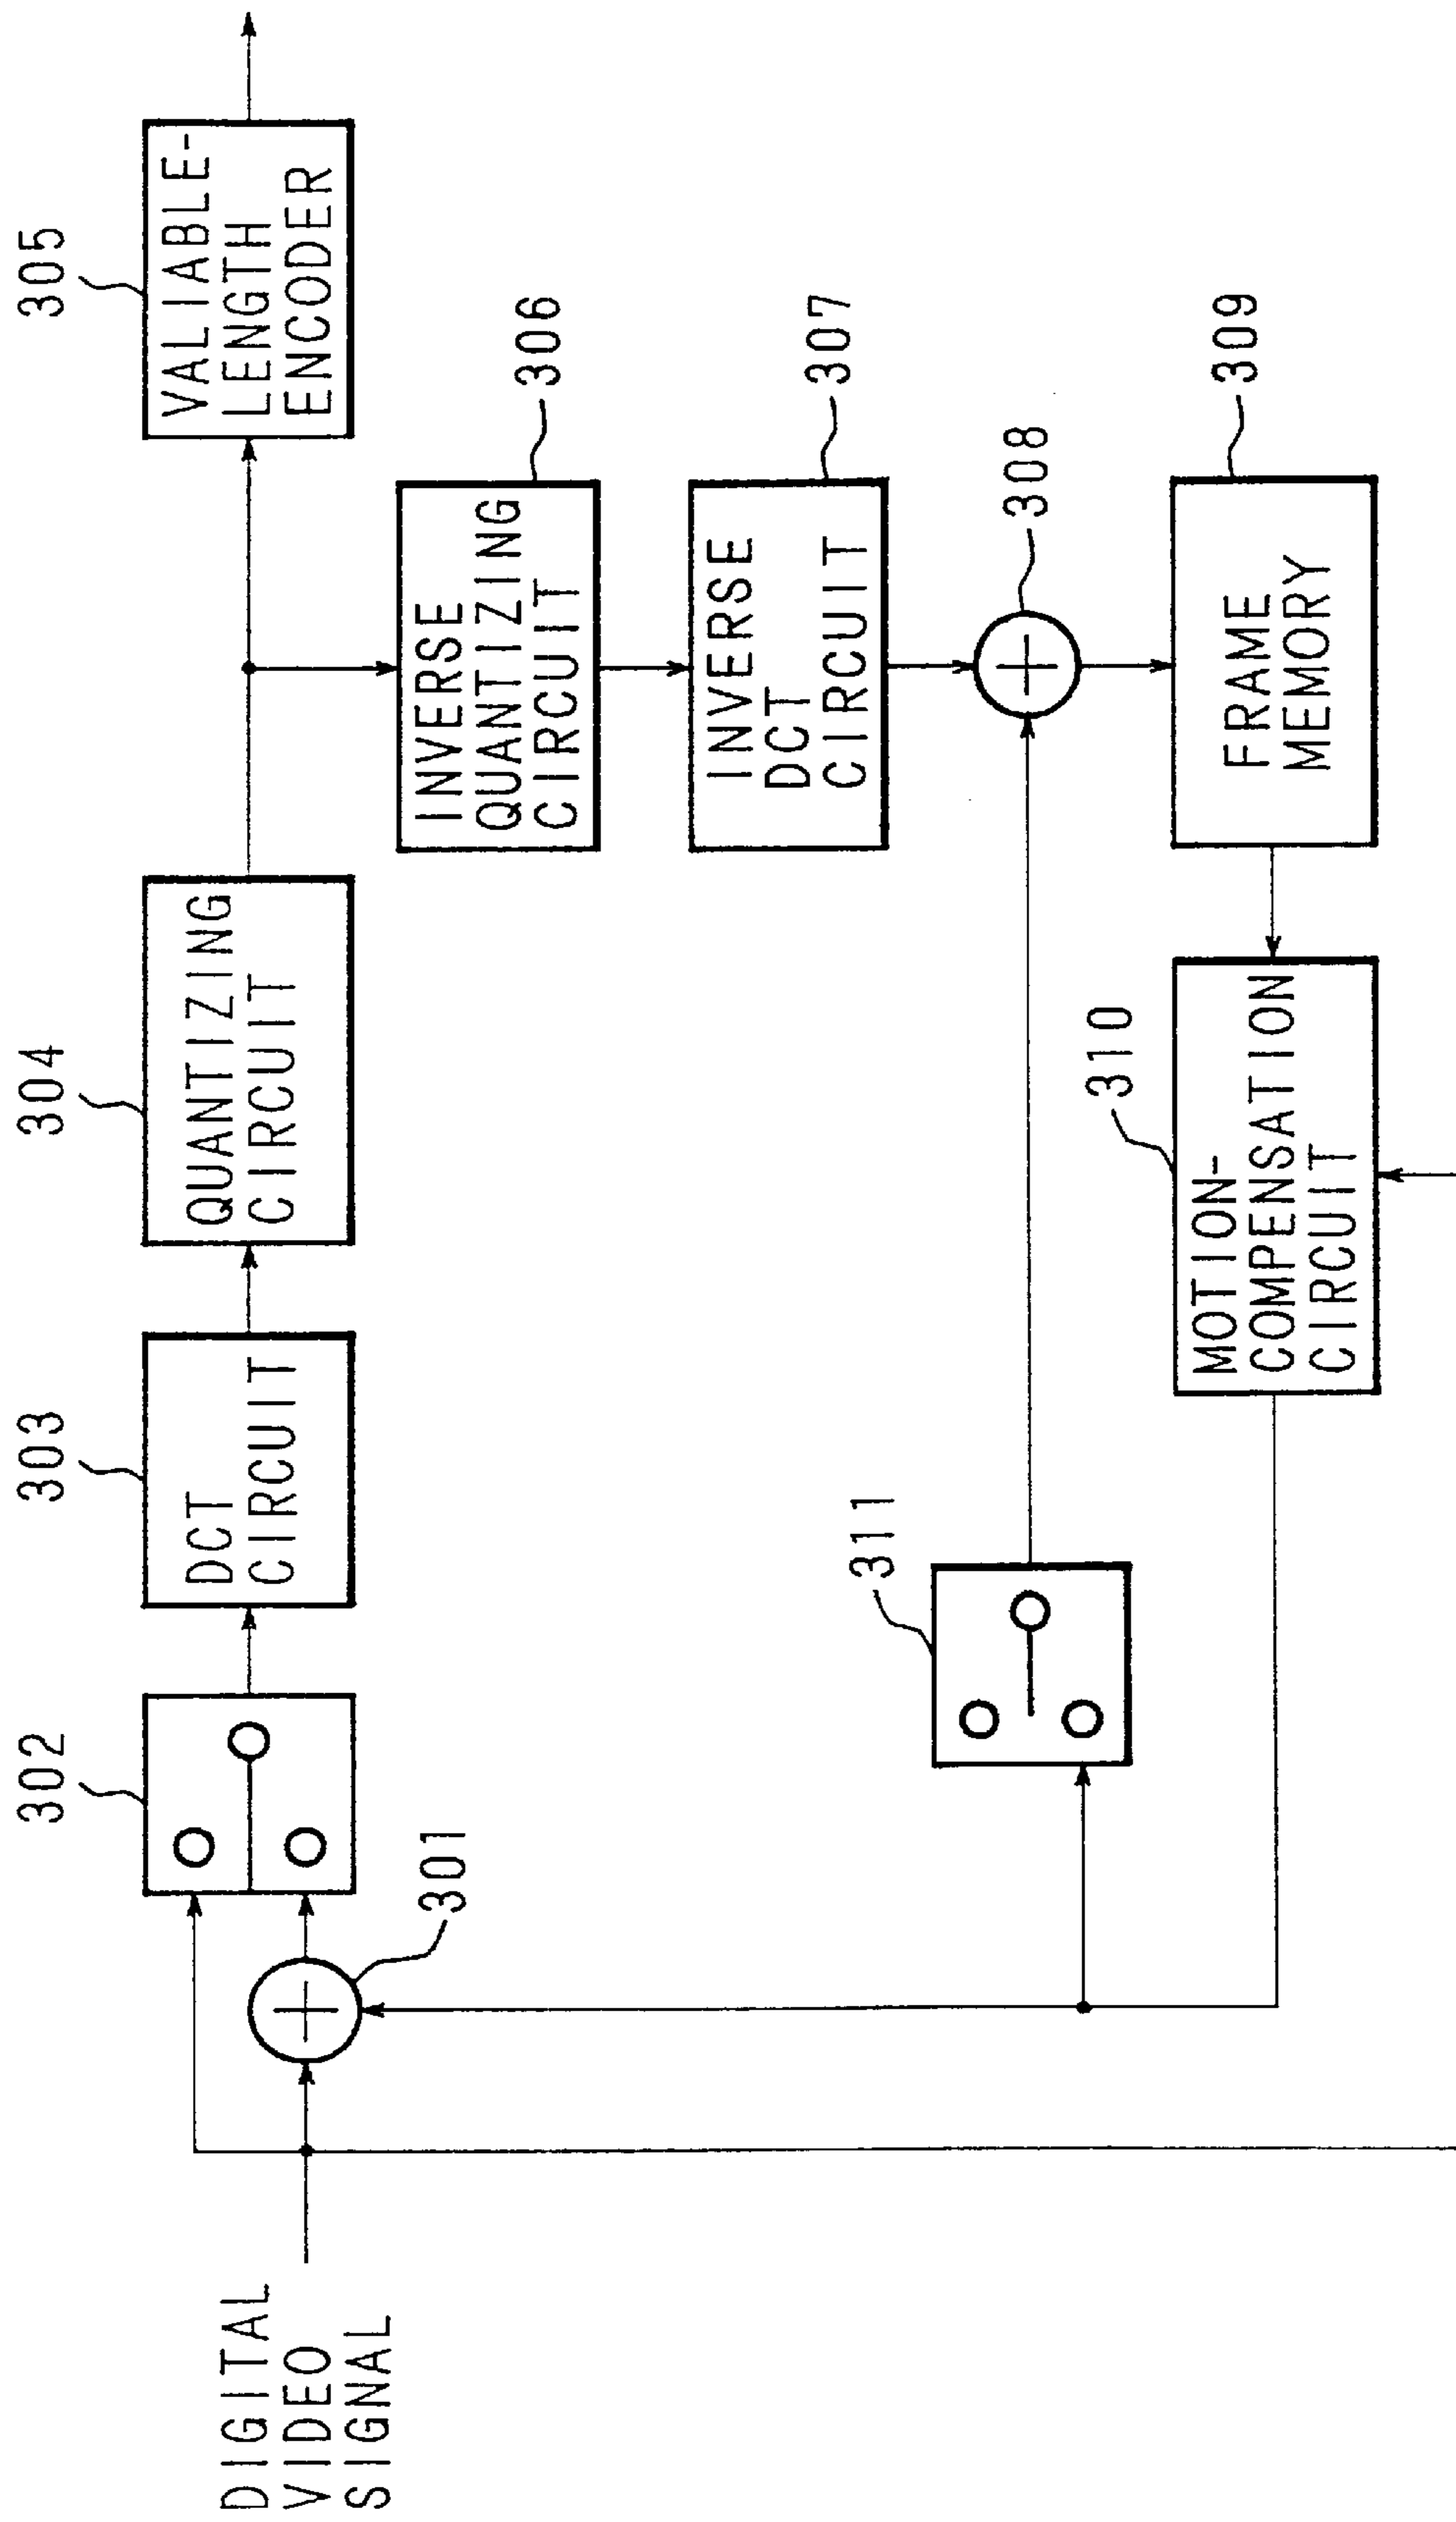 305
VALIABLE-
LENGTH
ENCODER
304
QUANTIZING
CIRCUIT
303
DCT
CIRCUIT
302
301
DIGITAL
VIDEO
SIGNAL
306
INVERSE
QUANTIZING
CIRCUIT
307
INVERSE
DCT
CIRCUIT
308
309
FRAME
MEMORY
310
MOTION-
COMPENSATION
CIRCUIT
311